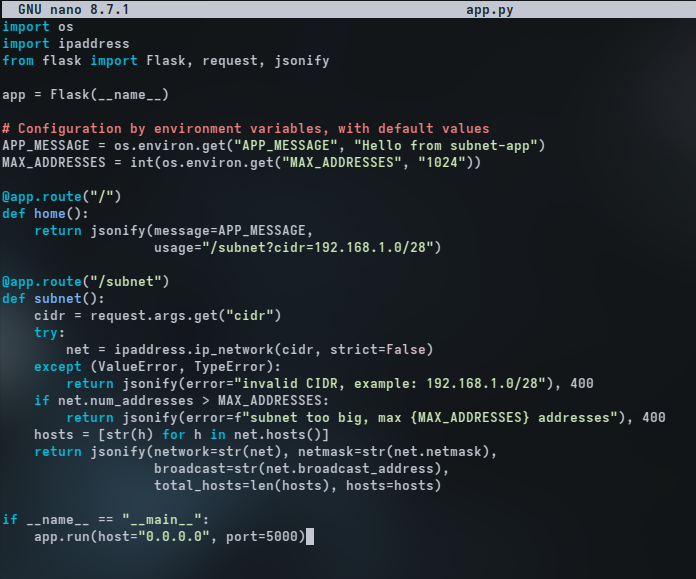 GNU nano 8.7.1 app.py
import os
import ipaddress
from flask import Flask, request, jsonify
app = Flask(__name__)
# Configuration by environment variables, with default values
APP_MESSAGE = os.environ.get("APP_MESSAGE", "Hello from subnet-app")
MAX_ADDRESSES = int(os.environ.get("MAX_ADDRESSES", "1024"))
@app.route("/")
def home():
    return jsonify(message=APP_MESSAGE,
                   usage="/subnet?cidr=192.168.1.0/28")
@app.route("/subnet")
def subnet():
    cidr = request.args.get("cidr")
    try:
        net = ipaddress.ip_network(cidr, strict=False)
    except (ValueError, TypeError):
        return jsonify(error="invalid CIDR, example: 192.168.1.0/28"), 400
    if net.num_addresses > MAX_ADDRESSES:
        return jsonify(error=f"subnet too big, max {MAX_ADDRESSES} addresses"), 400
    hosts = [str(h) for h in net.hosts()]
    return jsonify(network=str(net), netmask=str(net.netmask),
                   broadcast=str(net.broadcast_address),
                   total_hosts=len(hosts), hosts=hosts)
if __name__ == "__main__":
    app.run(host="0.0.0.0", port=5000)